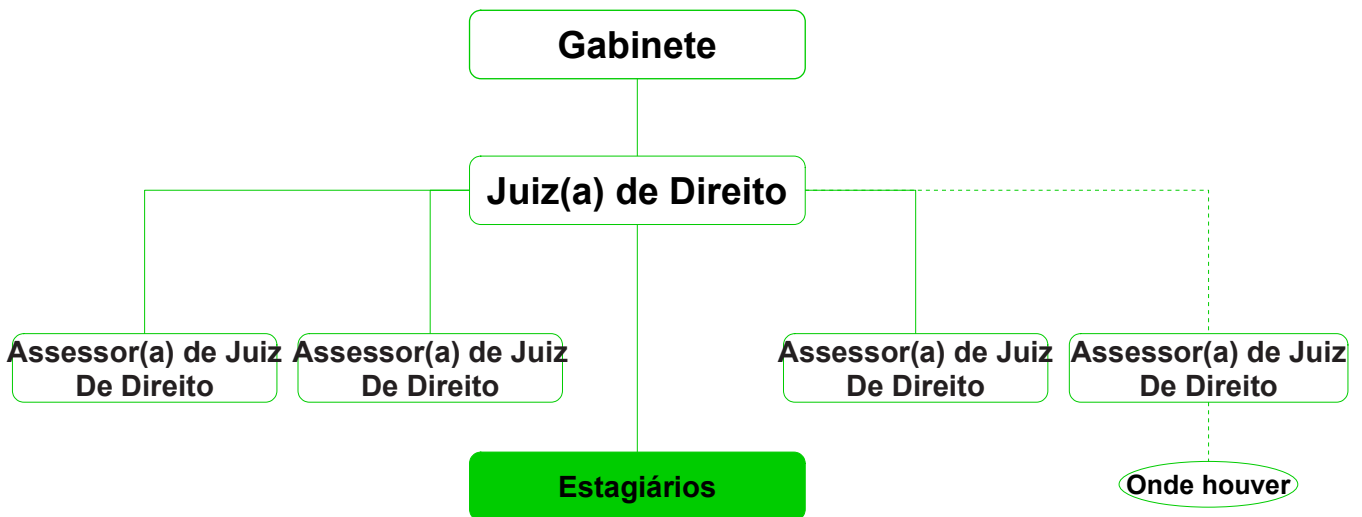 Gabinete
Juiz(a) de Direito
Assessor(a) de Juiz
De Direito
Assessor(a) de Juiz
De Direito
Assessor(a) de Juiz
De Direito
Assessor(a) de Juiz
De Direito
Estagiários
Onde houver